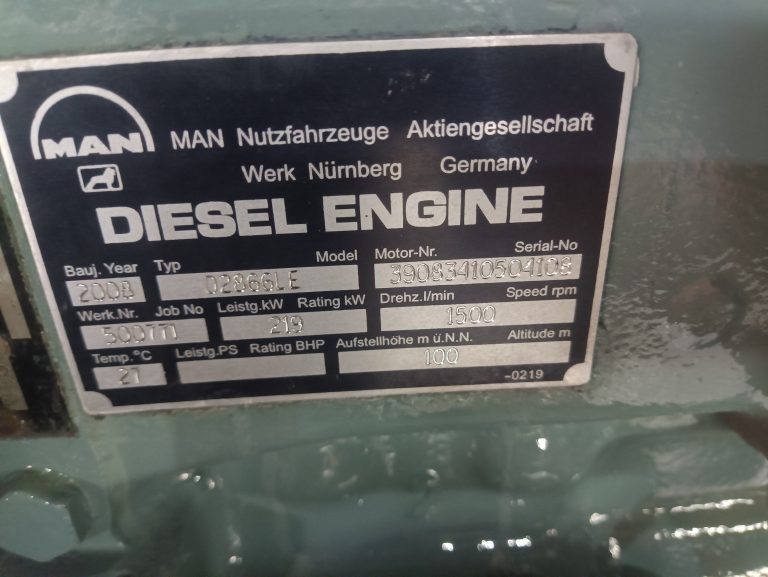 MAN
MAN Nutzfahrzeuge Aktiengesellschaft
Werk Nürnberg Germany
DIESEL ENGINE
Bauj. Year Typ Model Motor-Nr. Serial-No
2008 D2866LE 39083410504108
Werk.Nr. Job No Leistg.kW Rating kW Drehz.l/min Speed rpm
500771 219 1500
Temp.°C Leistg.PS Rating BHP Aufstellhöhe m ü.N.N. Altitude m
27 100
-0219